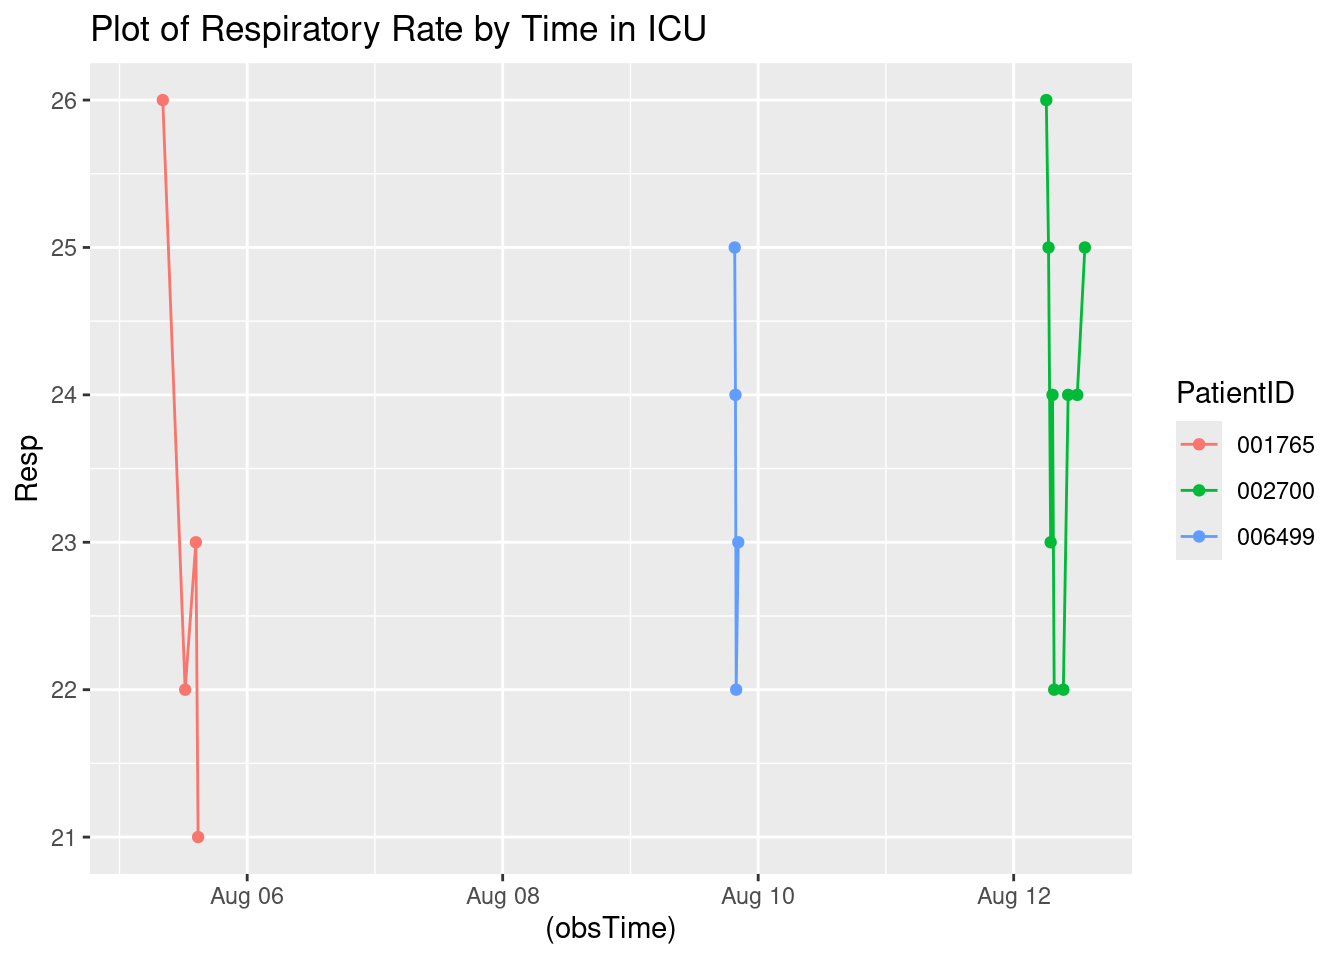 Plot of Respiratory Rate by Time in ICU
26
25
24
23
22
21
Resp
Aug 06
Aug 08
Aug 10
Aug 12
(obsTime)
PatientID
001765
002700
006499